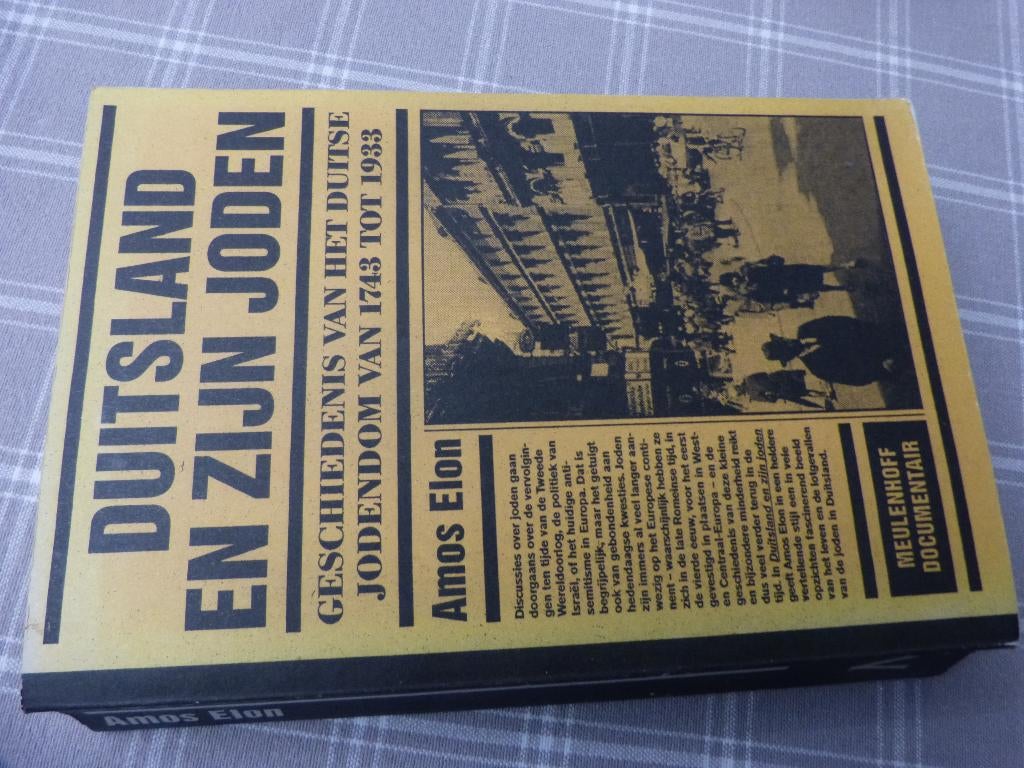 DUITSLAND
EN ZIJN JODEN
GESCHIEDENIS VAN HET DUITSE
JODENDOM VAN 1743 TOT 1933
Amos Elon
Discussies over joden gaan
doorgaans over de vervolgin-
gen ten tijde van de Tweede
Wereldoorlog, de politiek van
Israël, of het huidige anti-
semitisme in Europa. Dat is
begrijpelijk, maar het getuigt
ook van gebondenheid aan
hedendaagse kwesties. Joden
zijn immers al veel langer aan-
wezig op het Europese conti-
nent – waarschijnlijk hebben ze
zich in de late Romeinse tijd, in
de vierde eeuw, voor het eerst
gevestigd in plaatsen in West-
en Centraal-Europa – en de
geschiedenis van deze kleine
en bijzondere minderheid reikt
dus veel verder terug in de
tijd. In Duitsland en zijn joden
geeft Amos Elon in een heldere
vertellende stijl een in vele
opzichten fascinerend beeld
van het leven en de lotgevallen
van de joden in Duitsland.
MEULENHOFF
DOCUMENTAIR
Amos Elon